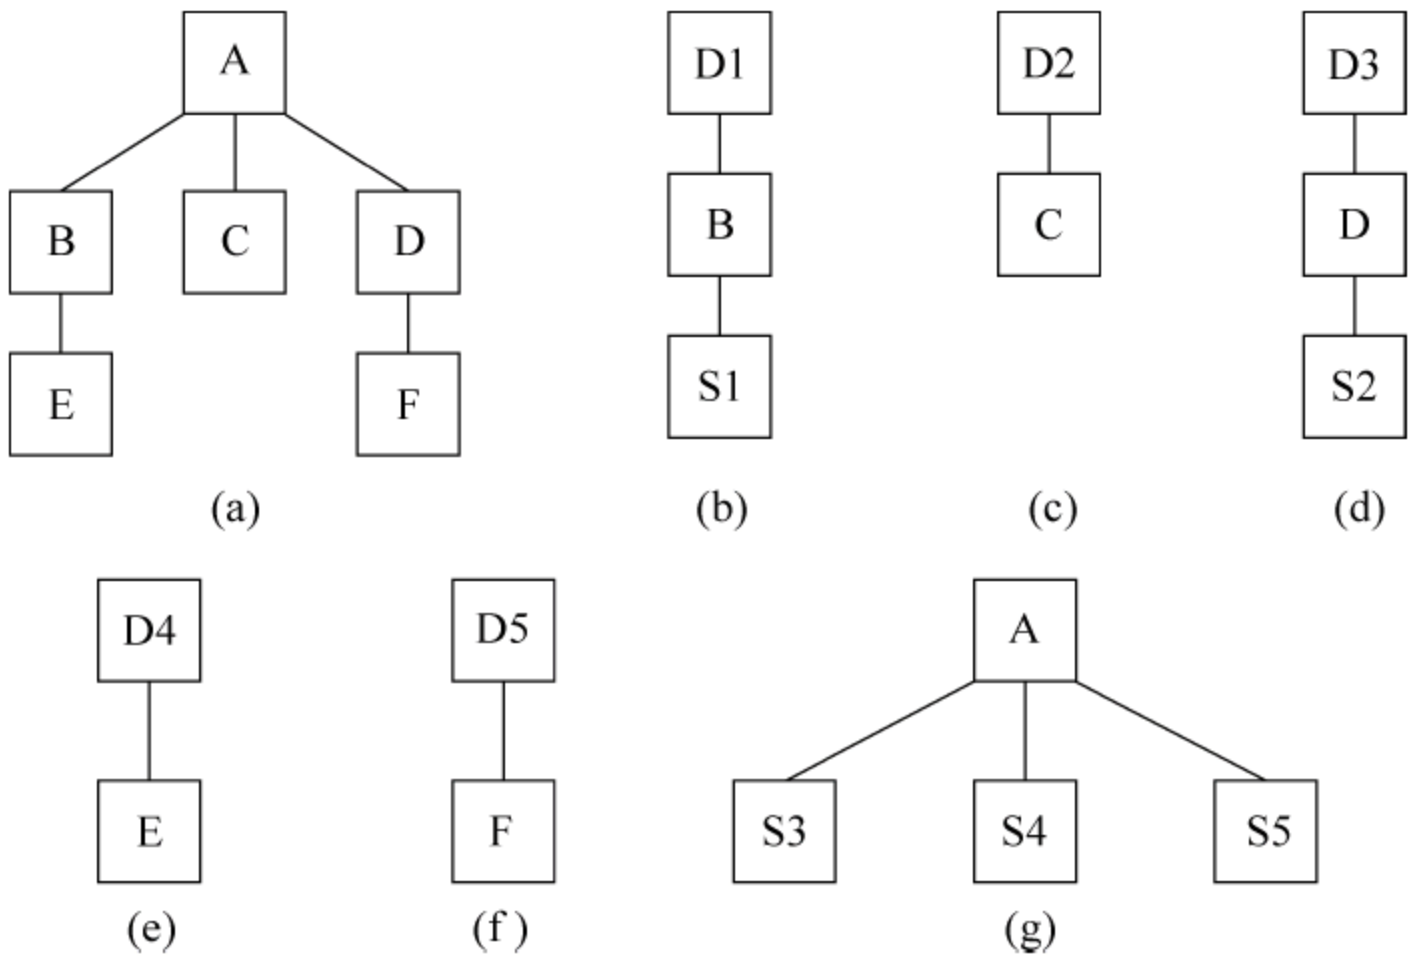 A D1 D2 D3
B C D B C D
E F S1 S2
(a) (b) (c) (d)
D4 D5 A
E F S3 S4 S5
(e) (f ) (g)